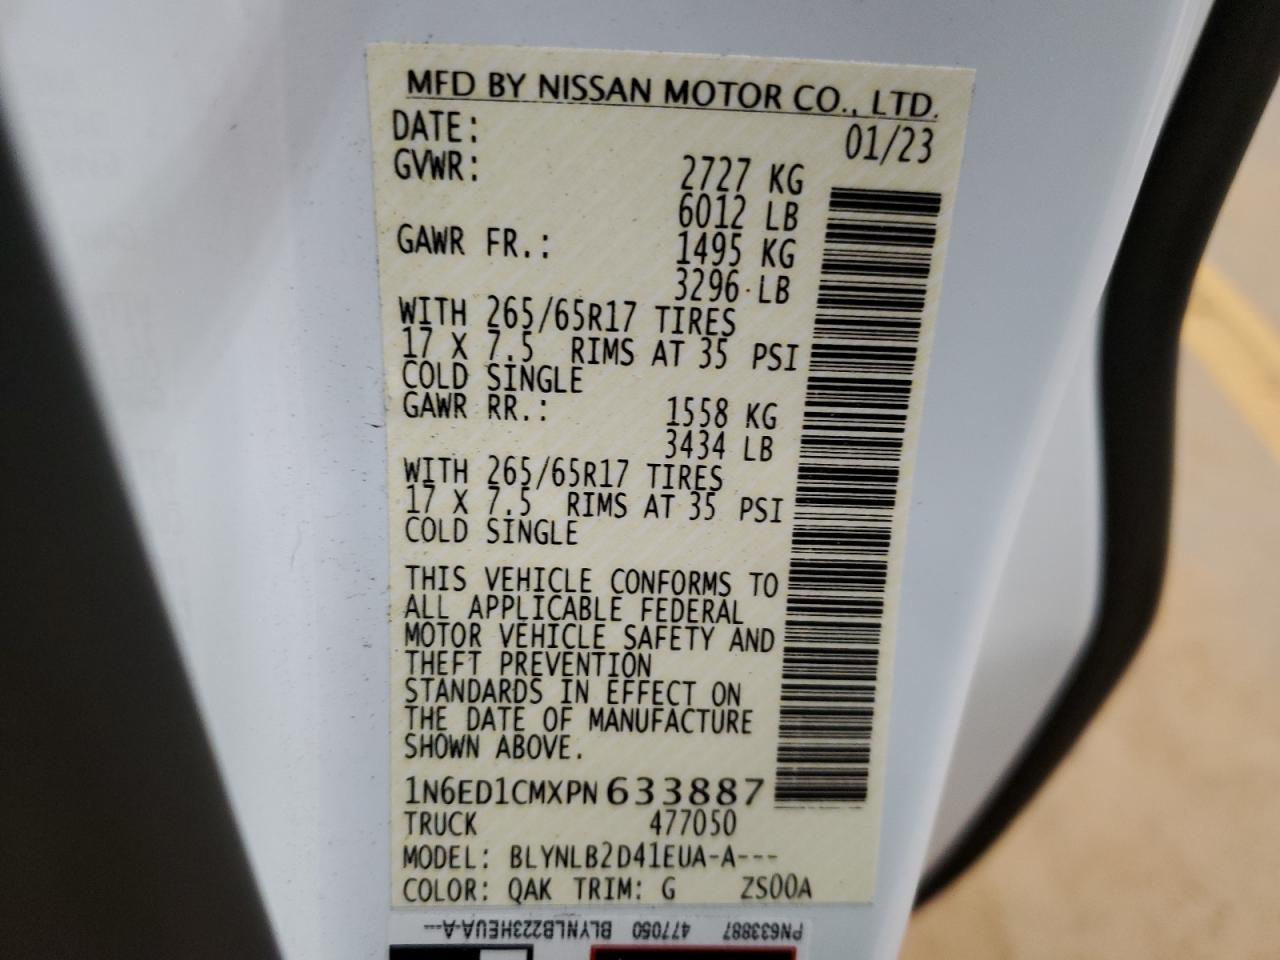 MFD BY NISSAN MOTOR CO., LTD.
DATE: 01/23
GVWR: 2727 KG
6012 LB
GAWR FR.: 1495 KG
3296 LB
WITH 265/65R17 TIRES
17 X 7.5 RIMS AT 35 PSI
COLD SINGLE
GAWR RR.: 1558 KG
3434 LB
WITH 265/65R17 TIRES
17 X 7.5 RIMS AT 35 PSI
COLD SINGLE
THIS VEHICLE CONFORMS TO
ALL APPLICABLE FEDERAL
MOTOR VEHICLE SAFETY AND
THEFT PREVENTION
STANDARDS IN EFFECT ON
THE DATE OF MANUFACTURE
SHOWN ABOVE.
1N6ED1CMXPN633887
TRUCK 477050
MODEL: BLYNLB2D41EUA-A---
COLOR: QAK TRIM: G ZS00A
PN633887 477050 BLYNLB223HEUA-A---